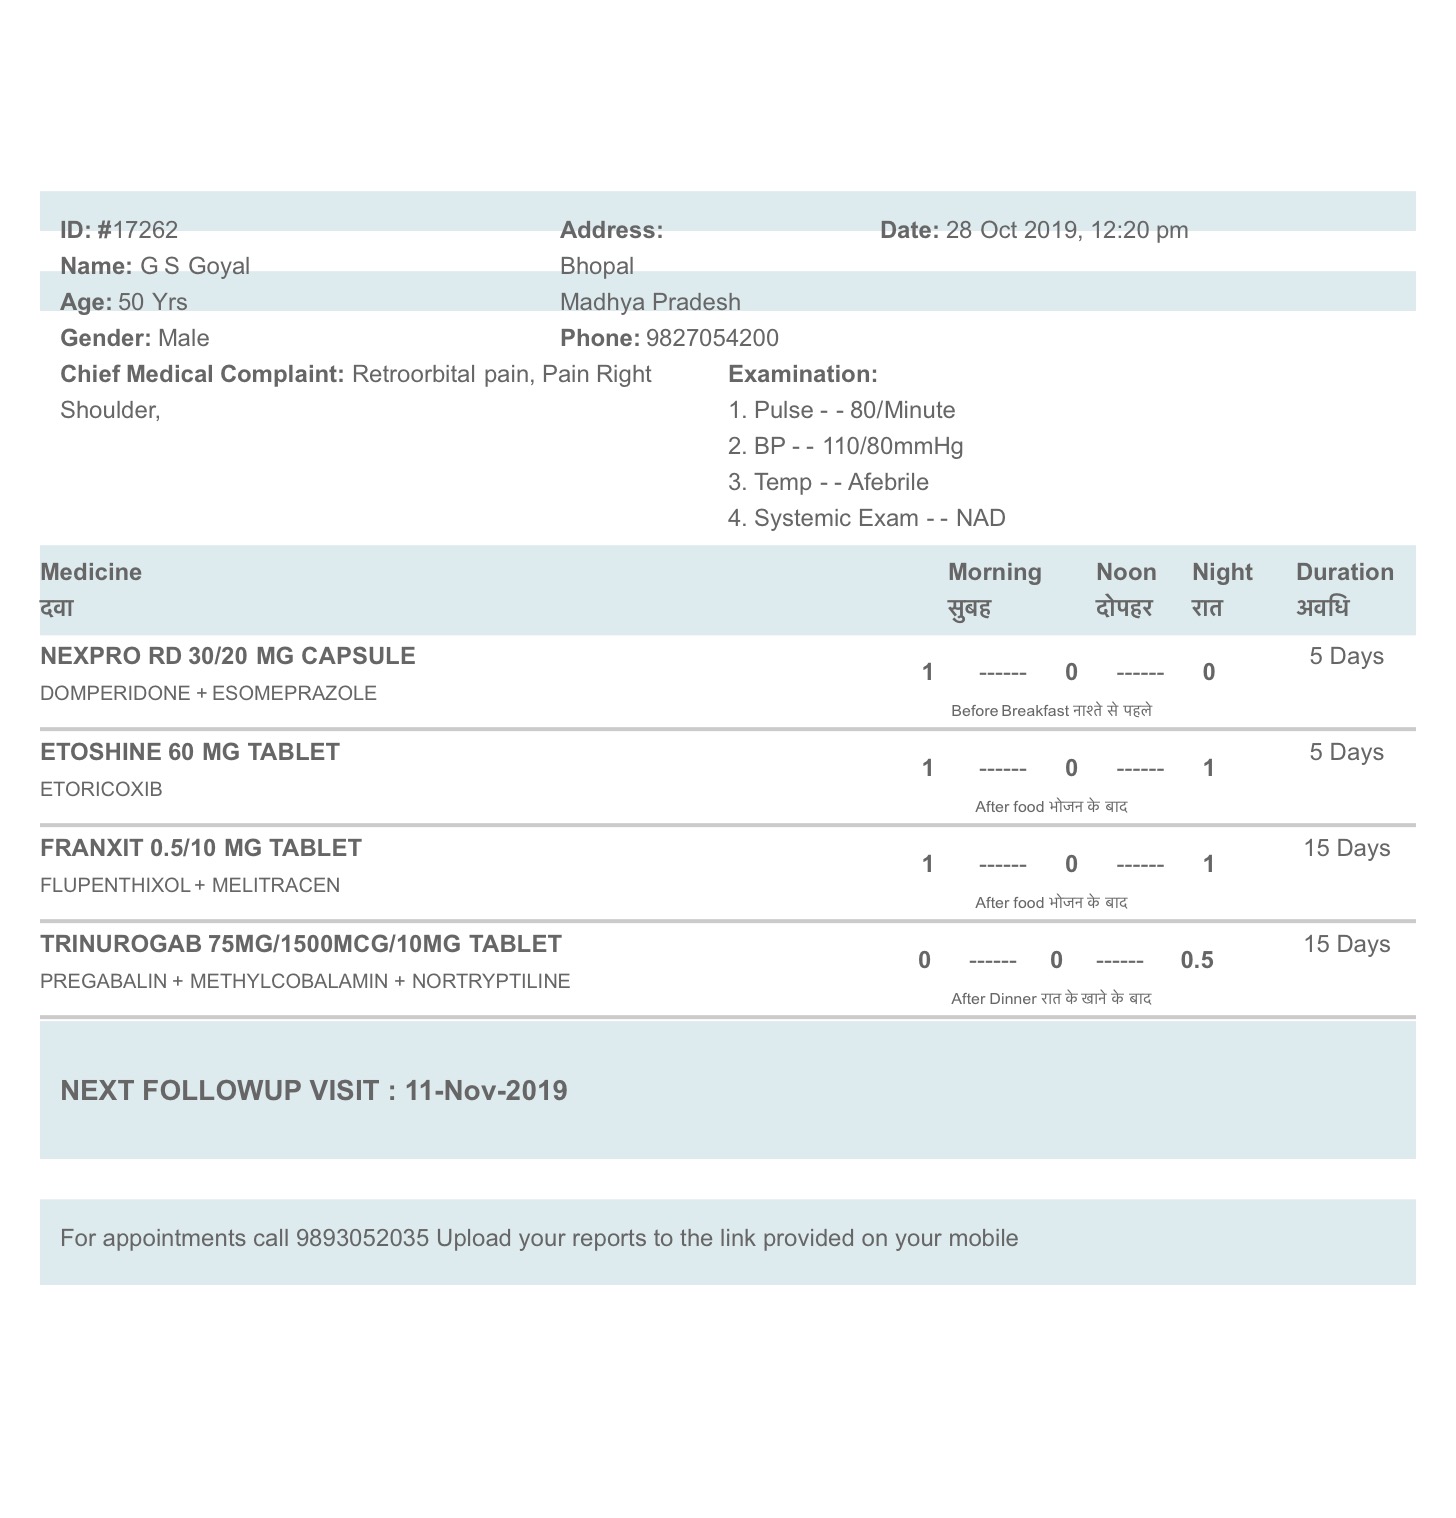 ID: #17262 Address: Date: 28 Oct 2019, 12:20 pm
Name: G S Goyal Bhopal
Age: 50 Yrs Madhya Pradesh
Gender: Male Phone: 9827054200
Chief Medical Complaint: Retroorbital pain, Pain Right Examination:
Shoulder, 1. Pulse - - 80/Minute
2. BP - - 110/80mmHg
3. Temp - - Afebrile
4. Systemic Exam - - NAD
Medicine Morning Noon Night Duration
दवा सुबह दोपहर रात अवधि
NEXPRO RD 30/20 MG CAPSULE 1 ------ 0 ------ 0 5 Days
DOMPERIDONE + ESOMEPRAZOLE
Before Breakfast नाश्ते से पहले
ETOSHINE 60 MG TABLET 1 ------ 0 ------ 1 5 Days
ETORICOXIB
After food भोजन के बाद
FRANXIT 0.5/10 MG TABLET 1 ------ 0 ------ 1 15 Days
FLUPENTHIXOL + MELITRACEN
After food भोजन के बाद
TRINUROGAB 75MG/1500MCG/10MG TABLET 0 ------ 0 ------ 0.5 15 Days
PREGABALIN + METHYLCOBALAMIN + NORTRYPTILINE
After Dinner रात के खाने के बाद
NEXT FOLLOWUP VISIT : 11-Nov-2019
For appointments call 9893052035 Upload your reports to the link provided on your mobile